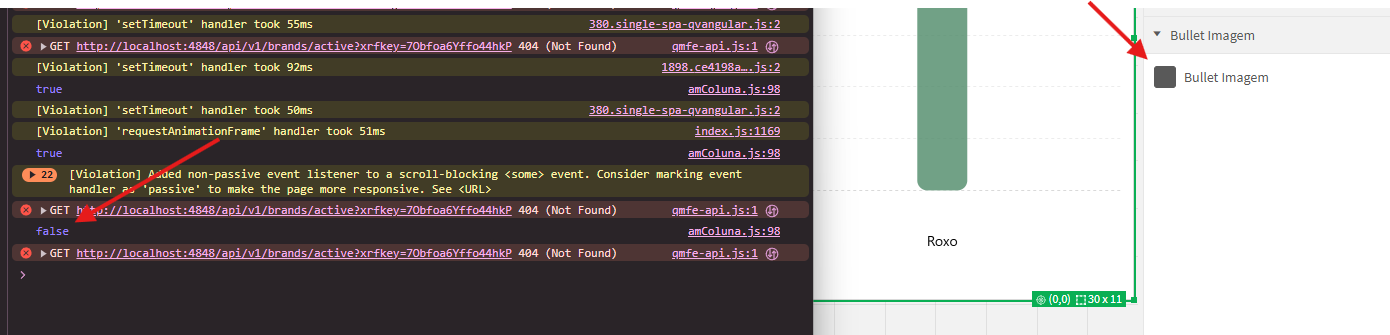 [Violation] 'setTimeout' handler took 55ms 380.single-spa-qvangular.js:2
GET http://localhost:4848/api/v1/brands/active?xrfkey=7Obfoa6Yffo44hkP 404 (Not Found) qmfe-api.js:1
[Violation] 'setTimeout' handler took 92ms 1898.ce4198a….js:2
true amColuna.js:98
[Violation] 'setTimeout' handler took 50ms 380.single-spa-qvangular.js:2
[Violation] 'requestAnimationFrame' handler took 51ms index.js:1169
true amColuna.js:98
22 [Violation] Added non-passive event listener to a scroll-blocking <some> event. Consider marking event
handler as 'passive' to make the page more responsive. See <URL>
GET http://localhost:4848/api/v1/brands/active?xrfkey=7Obfoa6Yffo44hkP 404 (Not Found) qmfe-api.js:1
false amColuna.js:98
GET http://localhost:4848/api/v1/brands/active?xrfkey=7Obfoa6Yffo44hkP 404 (Not Found) qmfe-api.js:1
>
Roxo
(0,0) 30 x 11
Bullet Imagem
Bullet Imagem